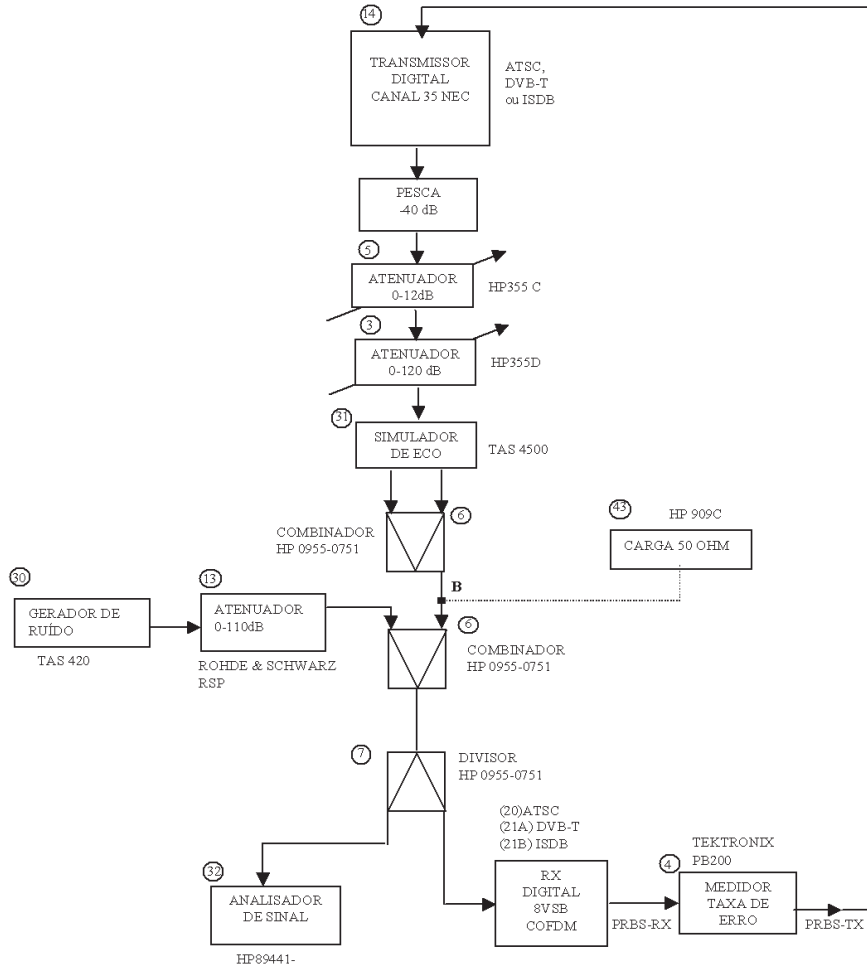 14
TRANSMISSOR
DIGITAL
CANAL 35 NEC
ATSC,
DVB-T
ou ISDB
PESCA
-40 dB
5
ATENUADOR
0-12dB
HP355 C
3
ATENUADOR
0-120 dB
HP355D
31
SIMULADOR
DE ECO
TAS 4500
COMBINADOR
HP 0955-0751
6
43
HP 909C
CARGA 50 OHM
B
30
GERADOR DE
RUÍDO
TAS 420
13
ATENUADOR
0-110dB
ROHDE & SCHWARZ
RSP
6
COMBINADOR
HP 0955-0751
7
DIVISOR
HP 0955-0751
(20)ATSC
(21A) DVB-T
(21B) ISDB
RX
DIGITAL
8VSB
COFDM
PRBS-RX
TEKTRONIX
PB200
4
MEDIDOR
TAXA DE
ERRO
PRBS-TX
32
ANALISADOR
DE SINAL
HP89441-